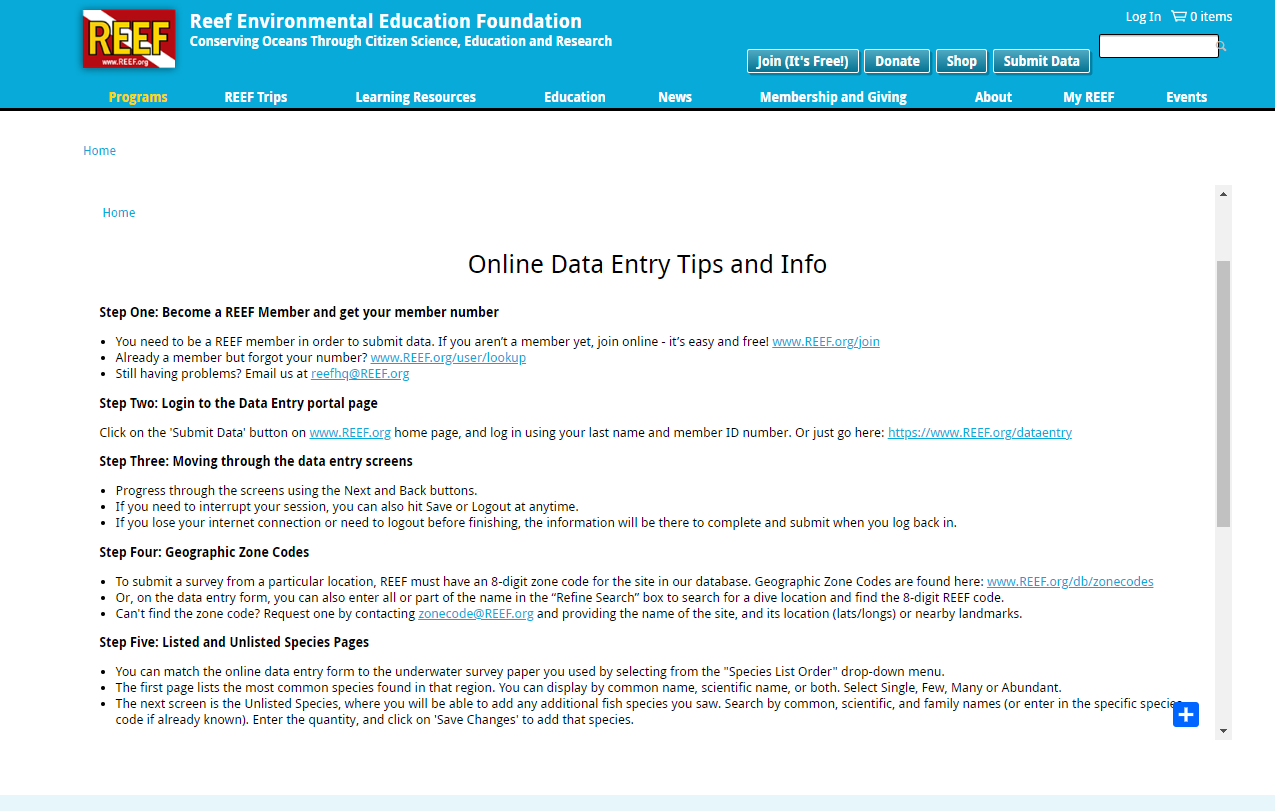 REEF
www.REEF.org
Reef Environmental Education Foundation
Conserving Oceans Through Citizen Science, Education and Research
Log In 0 items
Join (It's Free!) Donate Shop Submit Data
Programs REEF Trips Learning Resources Education News Membership and Giving About My REEF Events
Home
Home
Online Data Entry Tips and Info
Step One: Become a REEF Member and get your member number
• You need to be a REEF member in order to submit data. If you aren’t a member yet, join online - it’s easy and free! www.REEF.org/join
• Already a member but forgot your number? www.REEF.org/user/lookup
• Still having problems? Email us at reefhq@REEF.org
Step Two: Login to the Data Entry portal page
Click on the 'Submit Data' button on www.REEF.org home page, and log in using your last name and member ID number. Or just go here: https://www.REEF.org/dataentry
Step Three: Moving through the data entry screens
• Progress through the screens using the Next and Back buttons.
• If you need to interrupt your session, you can also hit Save or Logout at anytime.
• If you lose your internet connection or need to logout before finishing, the information will be there to complete and submit when you log back in.
Step Four: Geographic Zone Codes
• To submit a survey from a particular location, REEF must have an 8-digit zone code for the site in our database. Geographic Zone Codes are found here: www.REEF.org/db/zonecodes
• Or, on the data entry form, you can also enter all or part of the name in the “Refine Search” box to search for a dive location and find the 8-digit REEF code.
• Can't find the zone code? Request one by contacting zonecode@REEF.org and providing the name of the site, and its location (lats/longs) or nearby landmarks.
Step Five: Listed and Unlisted Species Pages
• You can match the online data entry form to the underwater survey paper you used by selecting from the "Species List Order" drop-down menu.
• The first page lists the most common species found in that region. You can display by common name, scientific name, or both. Select Single, Few, Many or Abundant.
• The next screen is the Unlisted Species, where you will be able to add any additional fish species you saw. Search by common, scientific, and family names (or enter in the specific species
code if already known). Enter the quantity, and click on 'Save Changes' to add that species.